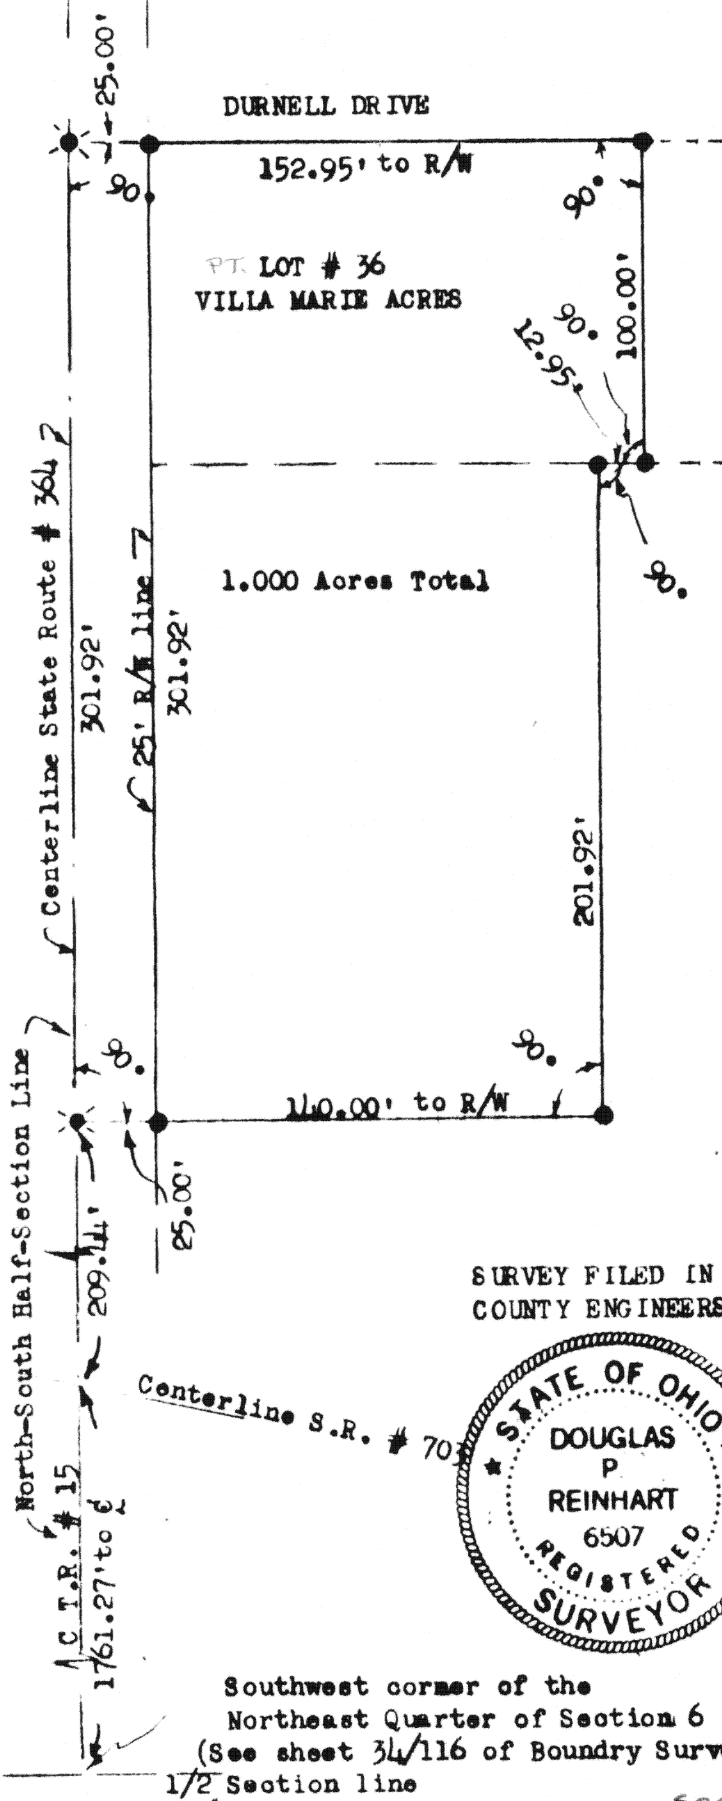 25.00'
DURNELL DRIVE
152.95' to R/W
90.
90.
PT. LOT # 36
VILLA MARIE ACRES
100.00'
90.
12.95'
Centerline State Route # 364
301.92'
25' R/W line
301.92'
1.000 Acres Total
90.
201.92'
90.
90.
140.00' to R/W
25.00'
North-South Half-Section Line
209.44'
SURVEY FILED IN
COUNTY ENGINEERS
Centerline S.R. # 703
STATE OF OHIO
DOUGLAS
P
REINHART
6507
REGISTERED
SURVEYOR
C T.R. # 15
1761.27' to ℄
Southwest corner of the
Northeast Quarter of Section 6
(See sheet 34/116 of Boundry Surv
1/2 Section line